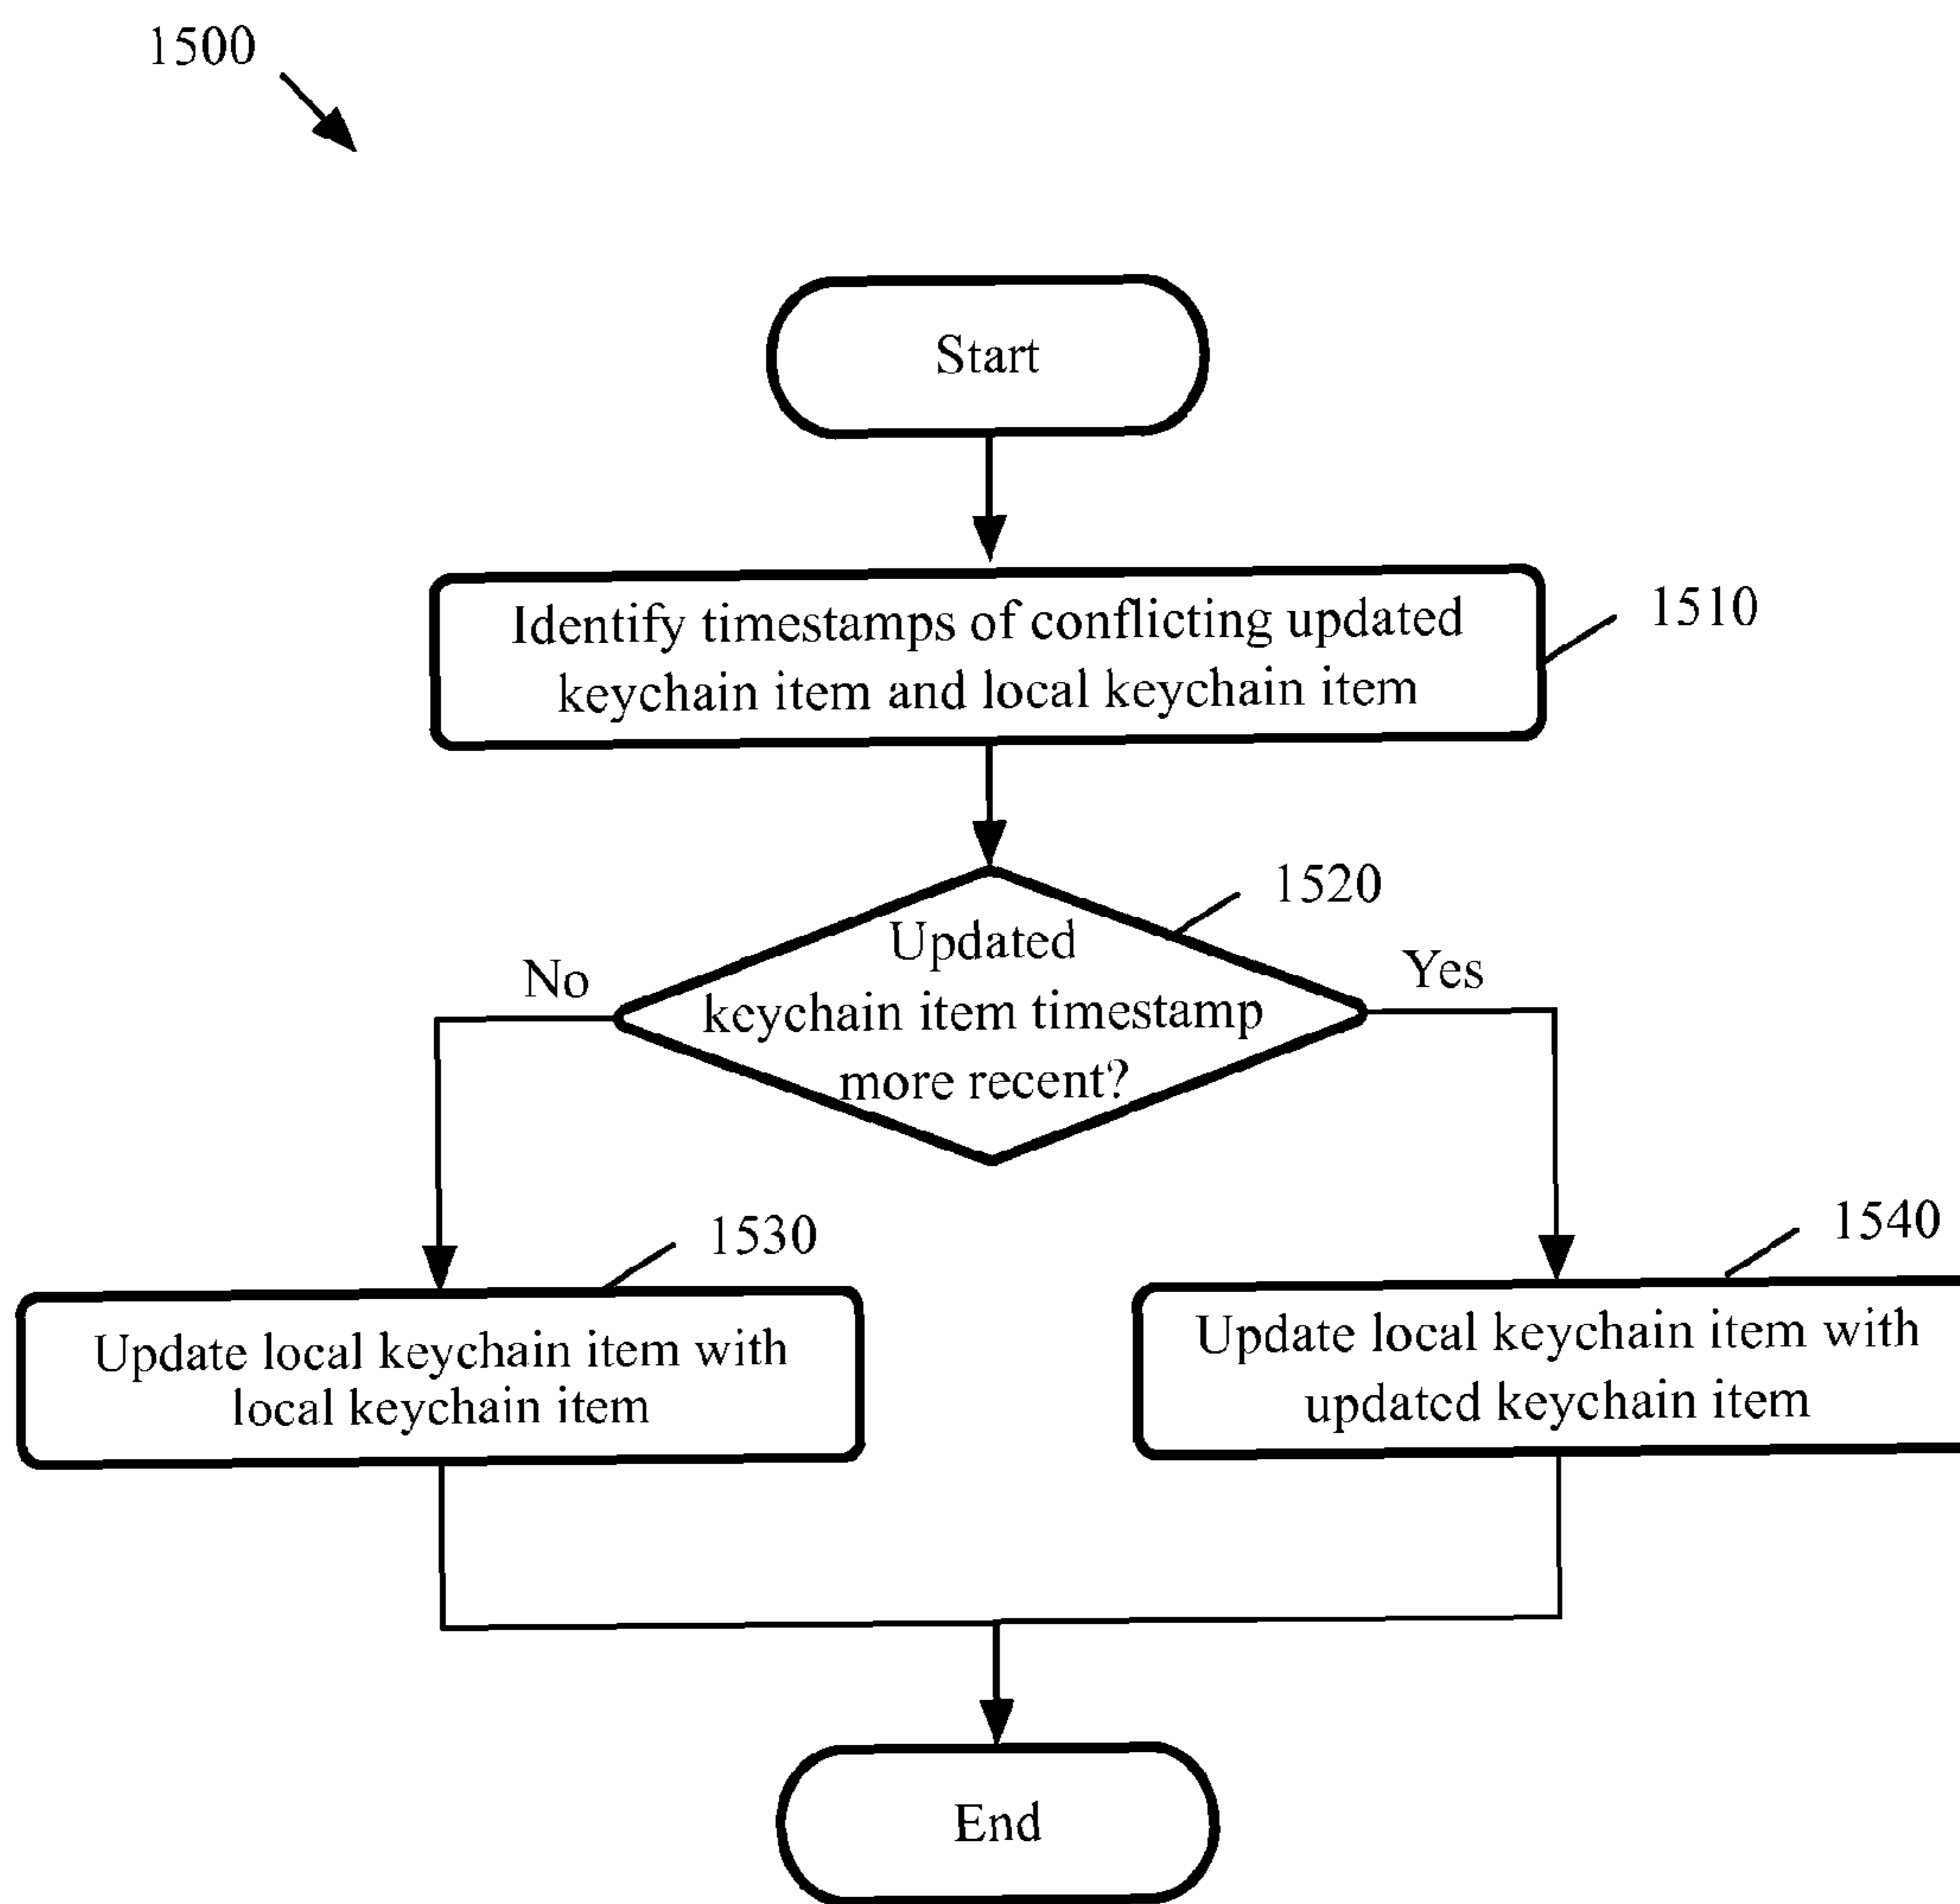 1500
Start
Identify timestamps of conflicting updated
keychain item and local keychain item
1510
1520
Updated
keychain item timestamp
more recent?
No
Yes
1530
1540
Update local keychain item with
local keychain item
Update local keychain item with
updated keychain item
End